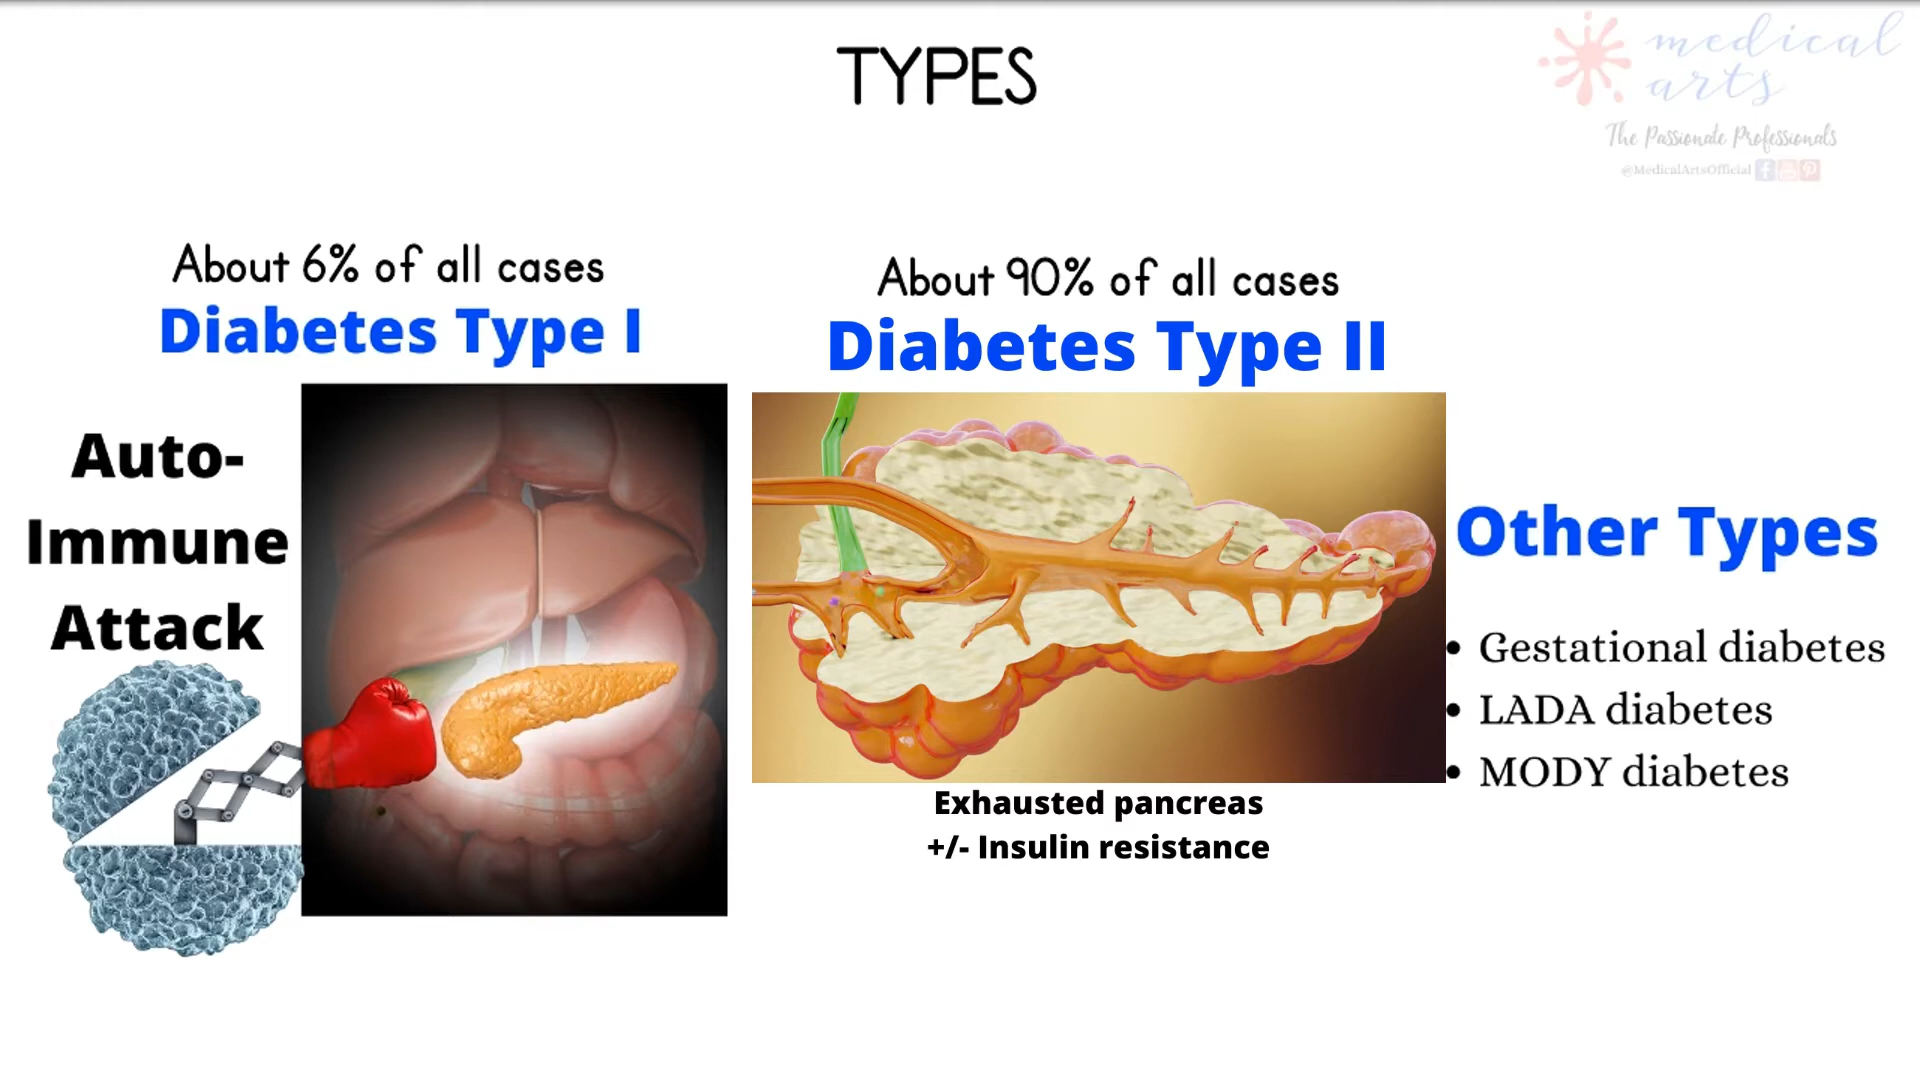 TYPES
medical
arts
The Passionate Professionals
@MedicalArtsOfficial
About 6% of all cases
Diabetes Type I
Auto-
Immune
Attack
About 90% of all cases
Diabetes Type II
Exhausted pancreas
+/- Insulin resistance
Other Types
• Gestational diabetes
• LADA diabetes
• MODY diabetes